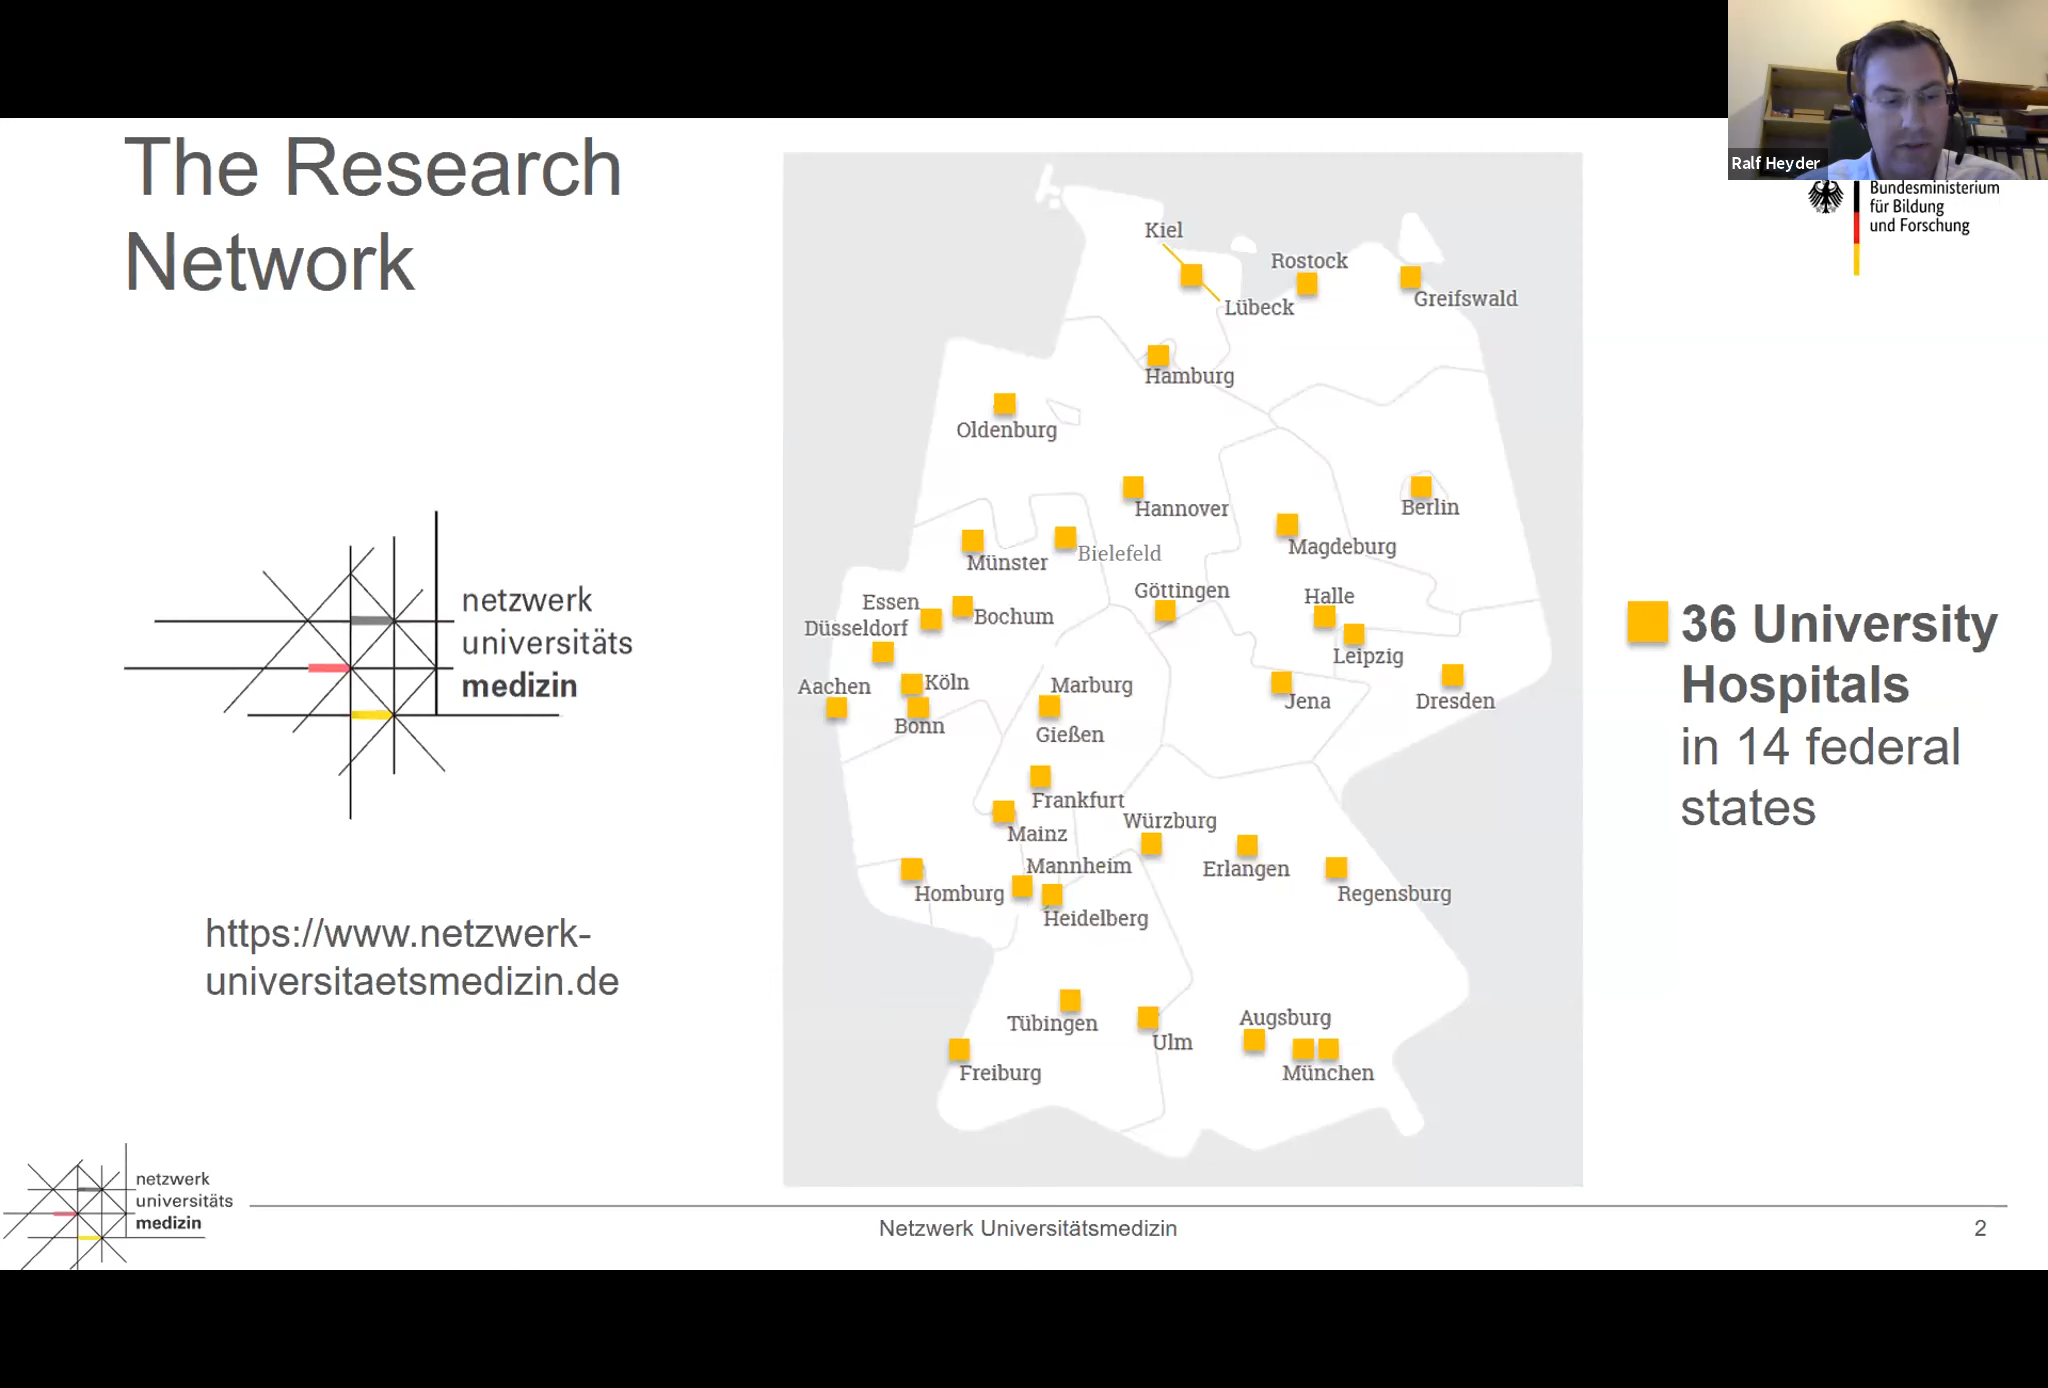 The Research
Network
Ralf Heyder
Bundesministerium
für Bildung
und Forschung
netzwerk
universitäts
medizin
https://www.netzwerk-
universitaetsmedizin.de
Kiel
Rostock
Lübeck
Greifswald
Hamburg
Oldenburg
Hannover
Berlin
Magdeburg
Münster
Bielefeld
Göttingen
Halle
Essen
Bochum
Düsseldorf
Leipzig
Aachen
Köln
Marburg
Jena
Dresden
Bonn
Gießen
Frankfurt
Würzburg
Mainz
Mannheim
Erlangen
Homburg
Regensburg
Heidelberg
Tübingen
Augsburg
Ulm
Freiburg
München
36 University
Hospitals
in 14 federal
states
netzwerk
universitäts
medizin
Netzwerk Universitätsmedizin
2